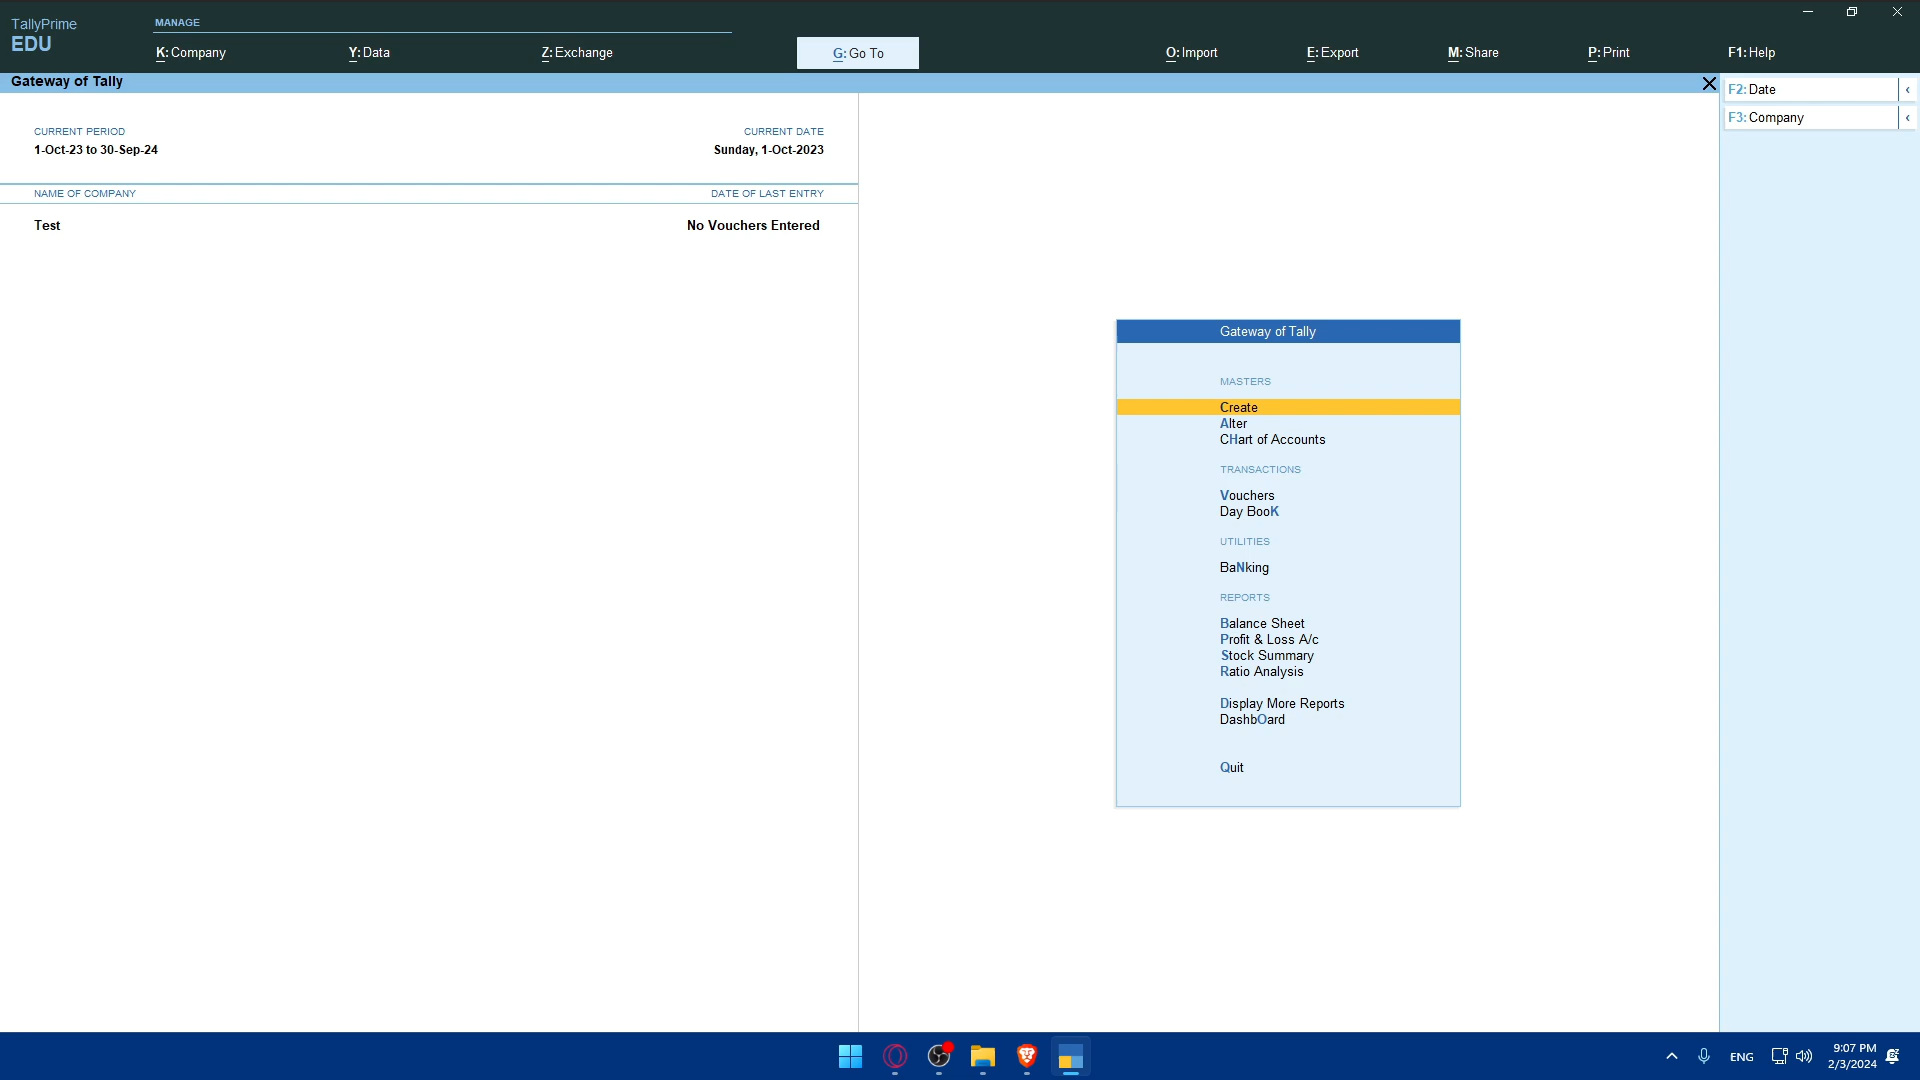 TallyPrime
EDU
MANAGE
K: Company
Y: Data
Z: Exchange
G: Go To
O: Import
E: Export
M: Share
P: Print
F1: Help
Gateway of Tally
F2: Date
F3: Company
CURRENT PERIOD
CURRENT DATE
1-Oct-23 to 30-Sep-24
Sunday, 1-Oct-2023
NAME OF COMPANY
DATE OF LAST ENTRY
Test
No Vouchers Entered
Gateway of Tally
MASTERS
Create
Alter
CHart of Accounts
TRANSACTIONS
Vouchers
Day BooK
UTILITIES
BaNking
REPORTS
Balance Sheet
Profit & Loss A/c
Stock Summary
Ratio Analysis
Display More Reports
DashbOard
Quit
ENG
9:07 PM
2/3/2024